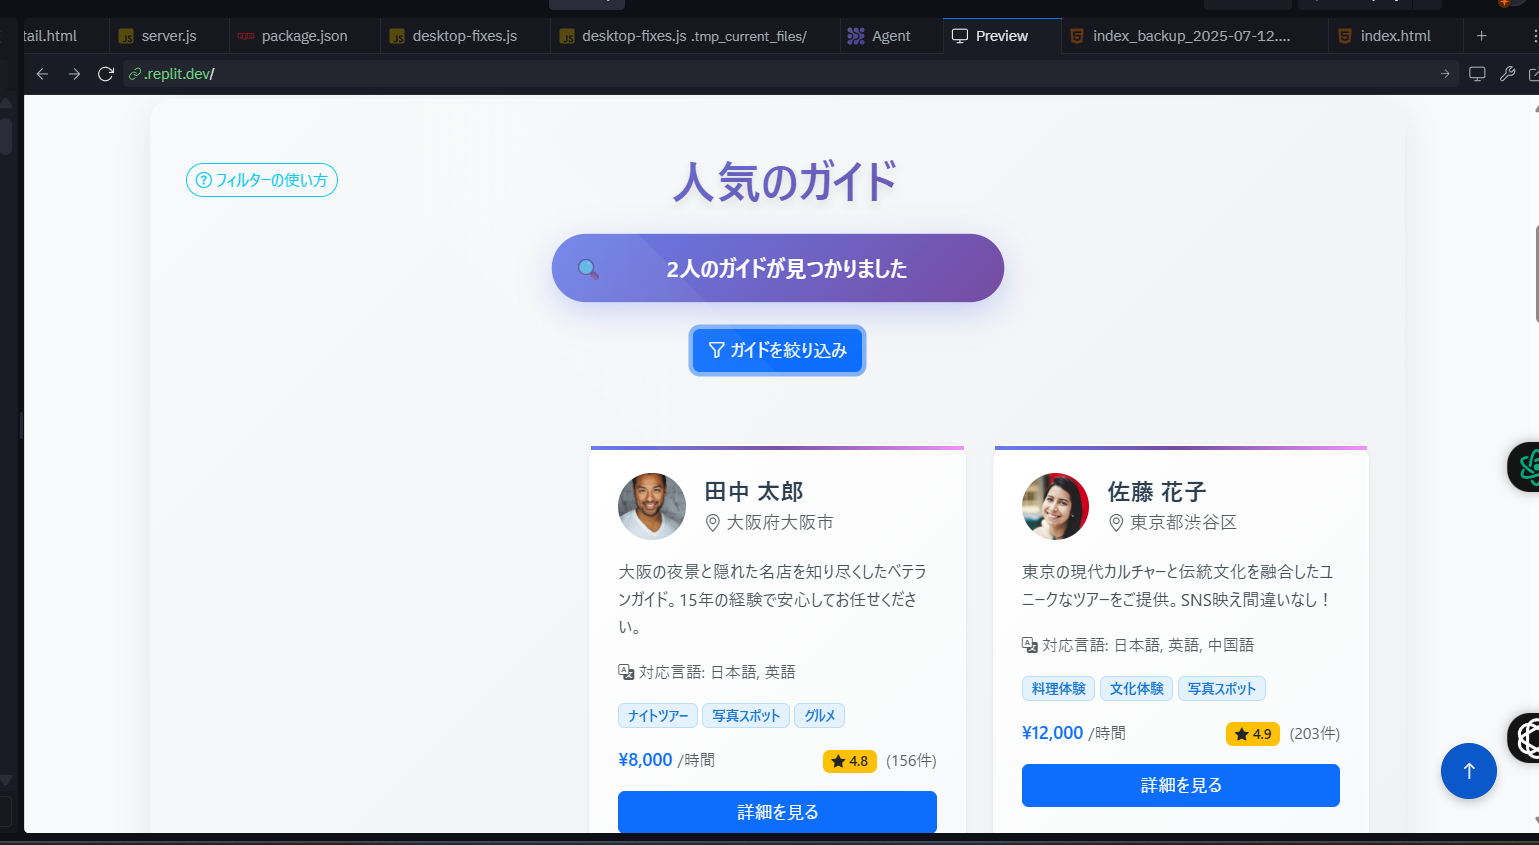 tail.html
server.js
package.json
desktop-fixes.js
desktop-fixes.js .tmp_current_files/
Agent
Preview
index_backup_2025-07-12....
index.html
.replit.dev/
フィルターの使い方
人気のガイド
2人のガイドが見つかりました
ガイドを絞り込み
田中 太郎
大阪府大阪市
大阪の夜景と隠れた名店を知り尽くしたベテラ
ンガイド。15年の経験で安心してお任せくださ
い。
対応言語: 日本語, 英語
ナイトツアー 写真スポット グルメ
¥8,000 /時間 4.8 (156件)
詳細を見る
佐藤 花子
東京都渋谷区
東京の現代カルチャーと伝統文化を融合したユ
ニークなツアーをご提供。SNS映え間違いなし！
対応言語: 日本語, 英語, 中国語
料理体験 文化体験 写真スポット
¥12,000 /時間 4.9 (203件)
詳細を見る